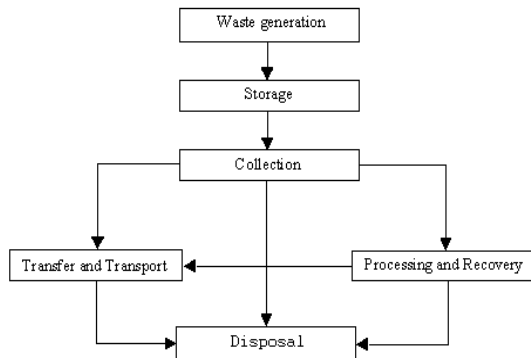 Waste generation
Storage
Collection
Transfer and Transport
Processing and Recovery
Disposal